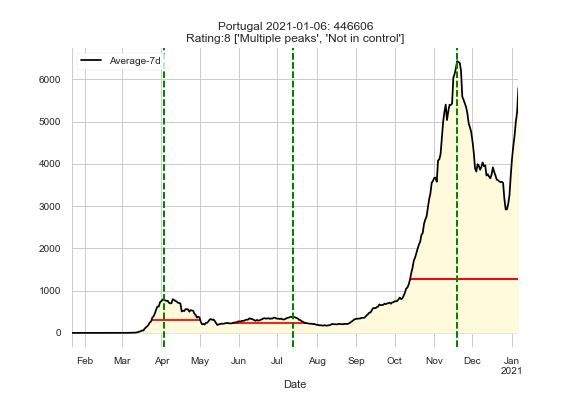 Portugal 2021-01-06: 446606
Rating:8 ['Multiple peaks', 'Not in control']
Average-7d
6000
5000
4000
3000
2000
1000
0
Feb Mar Apr May Jun Jul Aug Sep Oct Nov Dec Jan
2021
Date